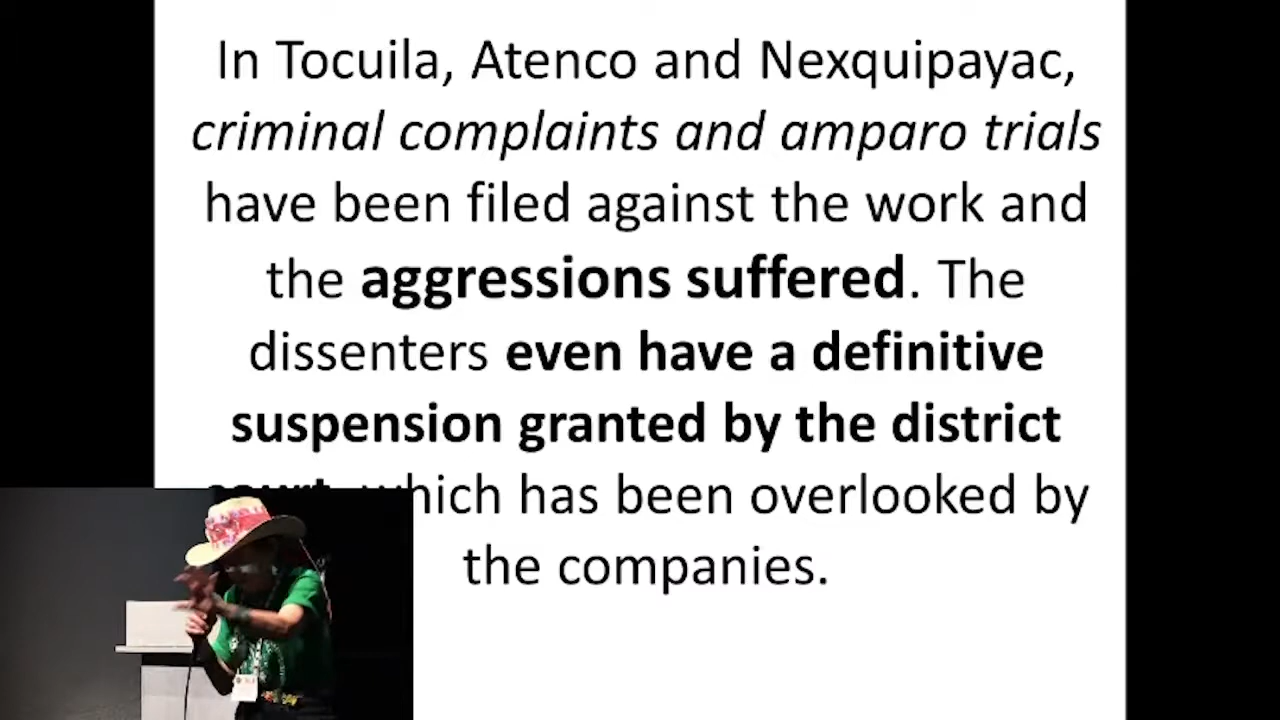 In Tocuila, Atenco and Nexquipayac,
criminal complaints and amparo trials
have been filed against the work and
the aggressions suffered. The
dissenters even have a definitive
suspension granted by the district
which has been overlooked by
the companies.